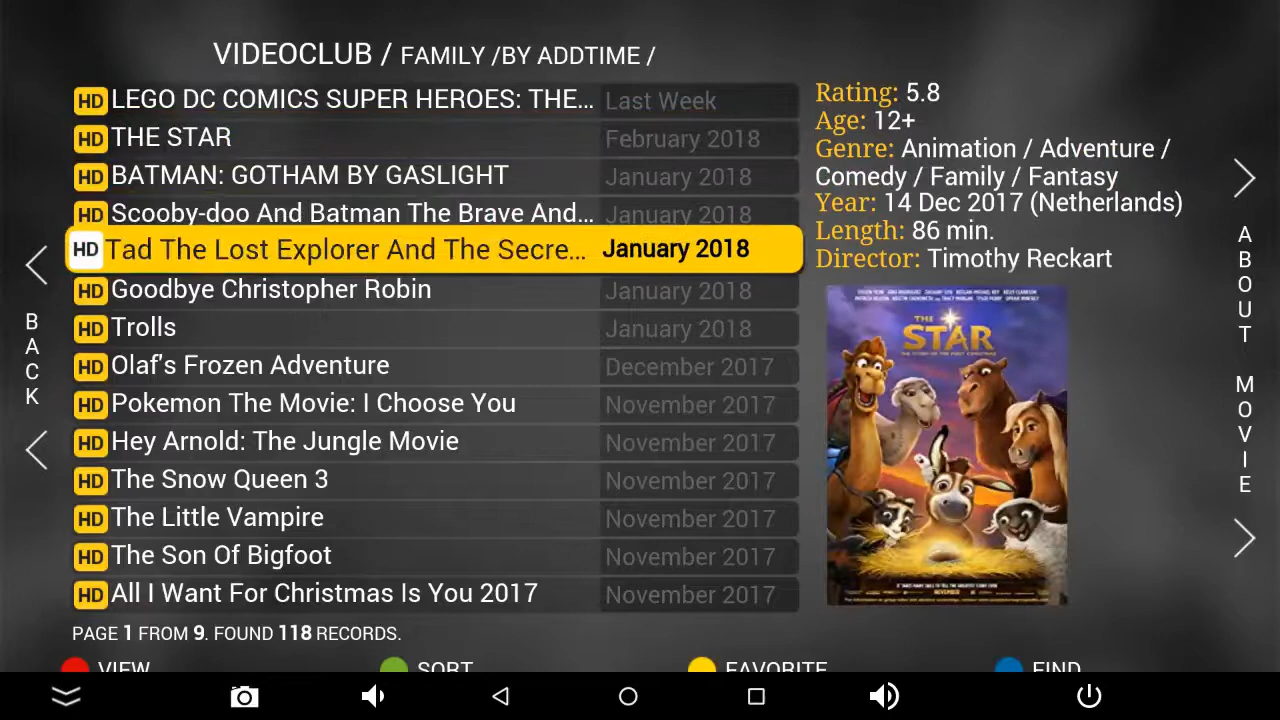 VIDEOCLUB / FAMILY /BY ADDTIME /
HD LEGO DC COMICS SUPER HEROES: THE... Last Week
HD THE STAR February 2018
HD BATMAN: GOTHAM BY GASLIGHT January 2018
HD Scooby-doo And Batman The Brave And... January 2018
HD Tad The Lost Explorer And The Secre... January 2018
HD Goodbye Christopher Robin January 2018
HD Trolls January 2018
HD Olaf's Frozen Adventure December 2017
HD Pokemon The Movie: I Choose You November 2017
HD Hey Arnold: The Jungle Movie November 2017
HD The Snow Queen 3 November 2017
HD The Little Vampire November 2017
HD The Son Of Bigfoot November 2017
HD All I Want For Christmas Is You 2017 November 2017
PAGE 1 FROM 9. FOUND 118 RECORDS.
BACK
Rating: 5.8
Age: 12+
Genre: Animation / Adventure /
Comedy / Family / Fantasy
Year: 14 Dec 2017 (Netherlands)
Length: 86 min.
Director: Timothy Reckart
THE
STAR
NOVEMBER
ABOUT MOVIE
VIEW SORT FAVORITE FIND